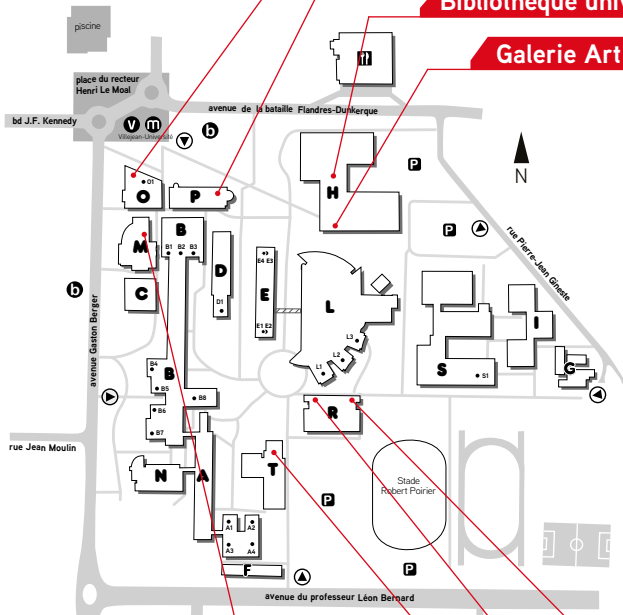 Bibliothèque univ
piscine
Galerie Art
place du recteur
Henri Le Moal
avenue de la bataille Flandres-Dunkerque
bd J.F. Kennedy
V m
Villejean-Université
b
P
N
O1
O
P
H
M
B
B1 B2 B3
D
E4 E3
P
rue Pierre-Jean Gineste
C
E
L
I
b
D1
E1 E2
L3
avenue Gaston Berger
B4
L2
L1
S
S1
G
B
B5
B8
B6
R
B7
rue Jean Moulin
N
A
T
Stade
Robert Poirier
P
A1 A2
A3 A4
F
P
avenue du professeur Léon Bernard